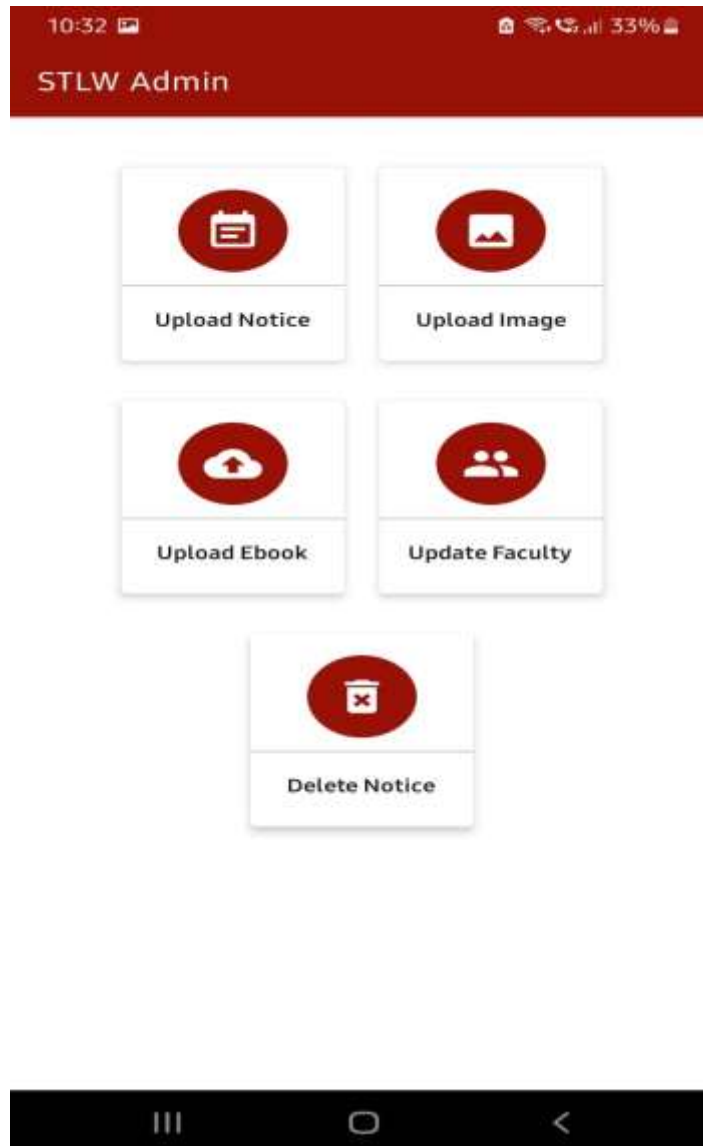 10:32 33%
STLW Admin
Upload Notice Upload Image
Upload Ebook Update Faculty
Delete Notice